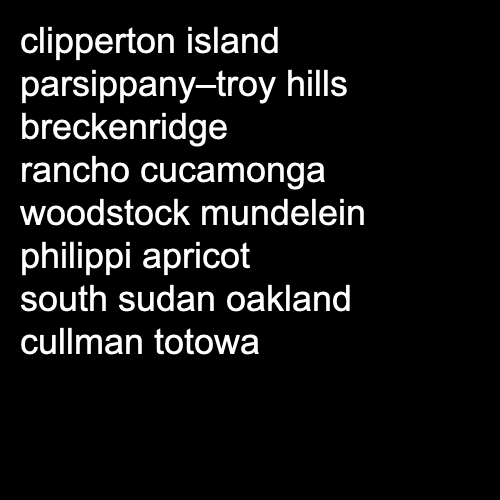 clipperton island
parsippany–troy hills
breckenridge
rancho cucamonga
woodstock mundelein
philippi apricot
south sudan oakland
cullman totowa